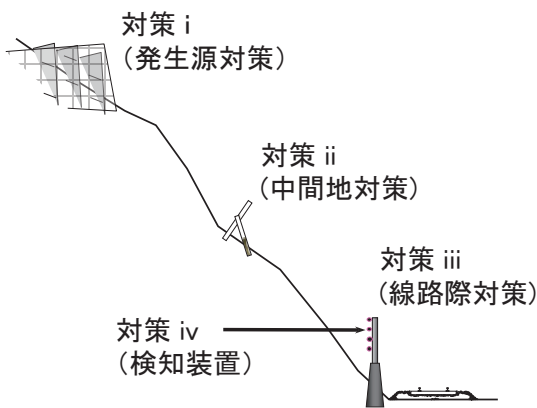 対策 i
（発生源対策）
対策 ii
（中間地対策）
対策 iii
（線路際対策）
対策 iv
（検知装置）